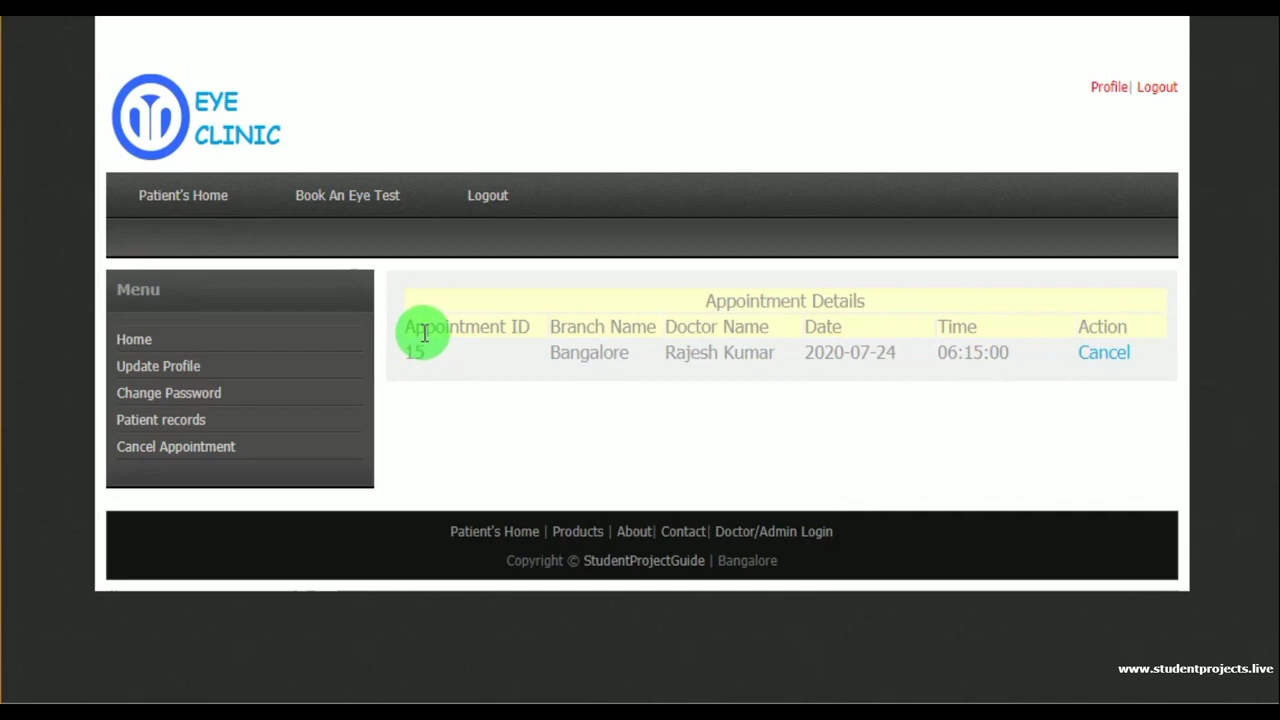 EYE
CLINIC
Profile| Logout
Patient's Home Book An Eye Test Logout
Menu
Home
Update Profile
Change Password
Patient records
Cancel Appointment
Appointment Details
Appointment ID Branch Name Doctor Name Date Time Action
15 Bangalore Rajesh Kumar 2020-07-24 06:15:00 Cancel
Patient's Home | Products | About| Contact| Doctor/Admin Login
Copyright © StudentProjectGuide | Bangalore
www.studentprojects.live